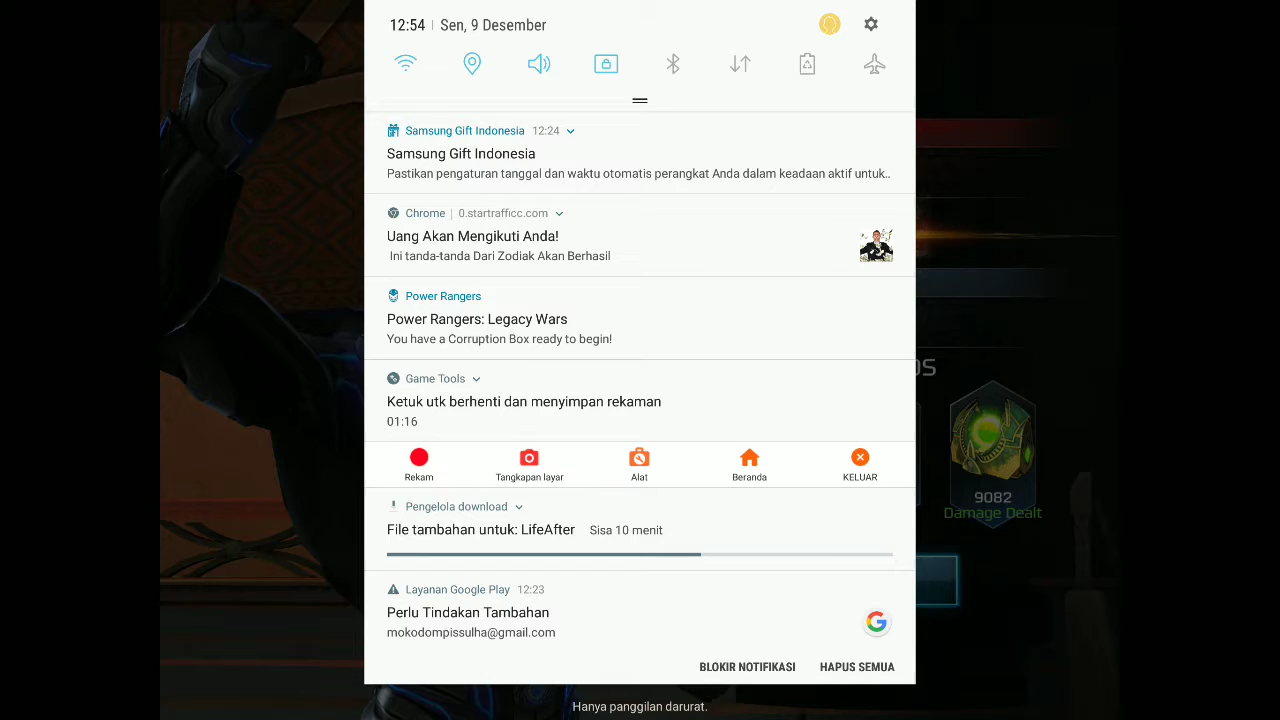 12:54 | Sen, 9 Desember
Samsung Gift Indonesia 12:24
Samsung Gift Indonesia
Pastikan pengaturan tanggal dan waktu otomatis perangkat Anda dalam keadaan aktif untuk..
Chrome | 0.startrafficc.com
Uang Akan Mengikuti Anda!
Ini tanda-tanda Dari Zodiak Akan Berhasil
Power Rangers
Power Rangers: Legacy Wars
You have a Corruption Box ready to begin!
Game Tools
Ketuk utk berhenti dan menyimpan rekaman
01:16
Rekam Tangkapan layar Alat Beranda KELUAR
Pengelola download
File tambahan untuk: LifeAfter Sisa 10 menit
Layanan Google Play 12:23
Perlu Tindakan Tambahan
mokodompissulha@gmail.com
BLOKIR NOTIFIKASI HAPUS SEMUA
Hanya panggilan darurat.
9082
Damage Dealt